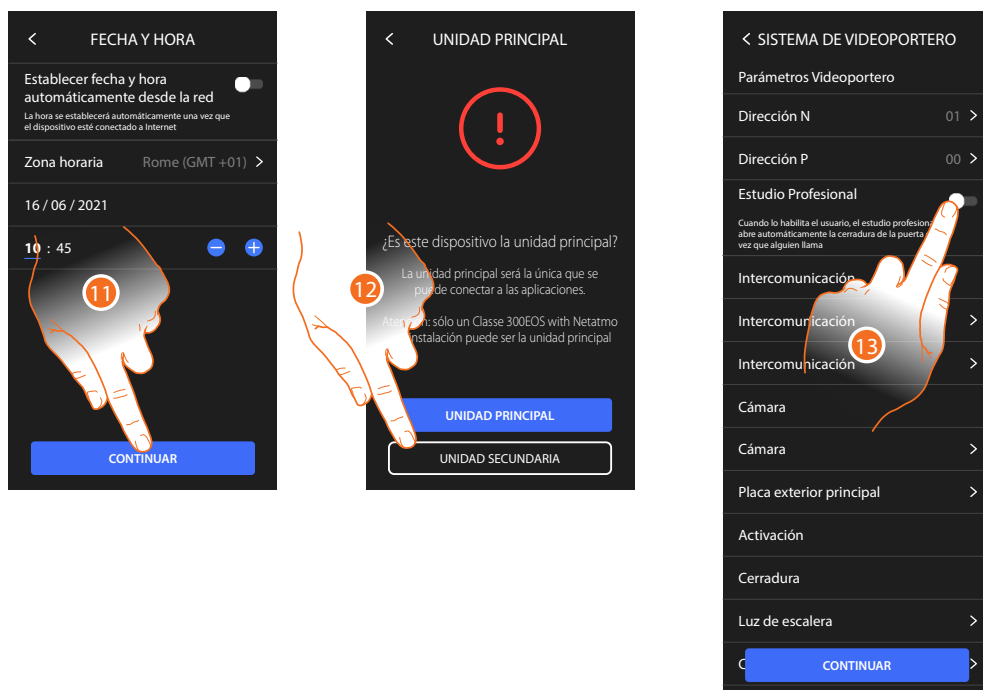 FECHA Y HORA
Establecer fecha y hora
automáticamente desde la red
La hora se establecerá automáticamente una vez que
el dispositivo esté conectado a Internet
Zona horaria Rome (GMT +01)
16 / 06 / 2021
10 : 45
11
CONTINUAR
UNIDAD PRINCIPAL
¿Es este dispositivo la unidad principal?
La unidad principal será la única que se
puede conectar a las aplicaciones.
Atención: sólo un Classe 300EOS with Netatmo
instalación puede ser la unidad principal
12
UNIDAD PRINCIPAL
UNIDAD SECUNDARIA
SISTEMA DE VIDEOPORTERO
Parámetros Videoportero
Dirección N 01
Dirección P 00
Estudio Profesional
Cuando lo habilita el usuario, el estudio profesional
abre automáticamente la cerradura de la puerta
vez que alguien llama
Intercomunicación
Intercomunicación
13
Intercomunicación
Cámara
Cámara
Placa exterior principal
Activación
Cerradura
Luz de escalera
C
CONTINUAR